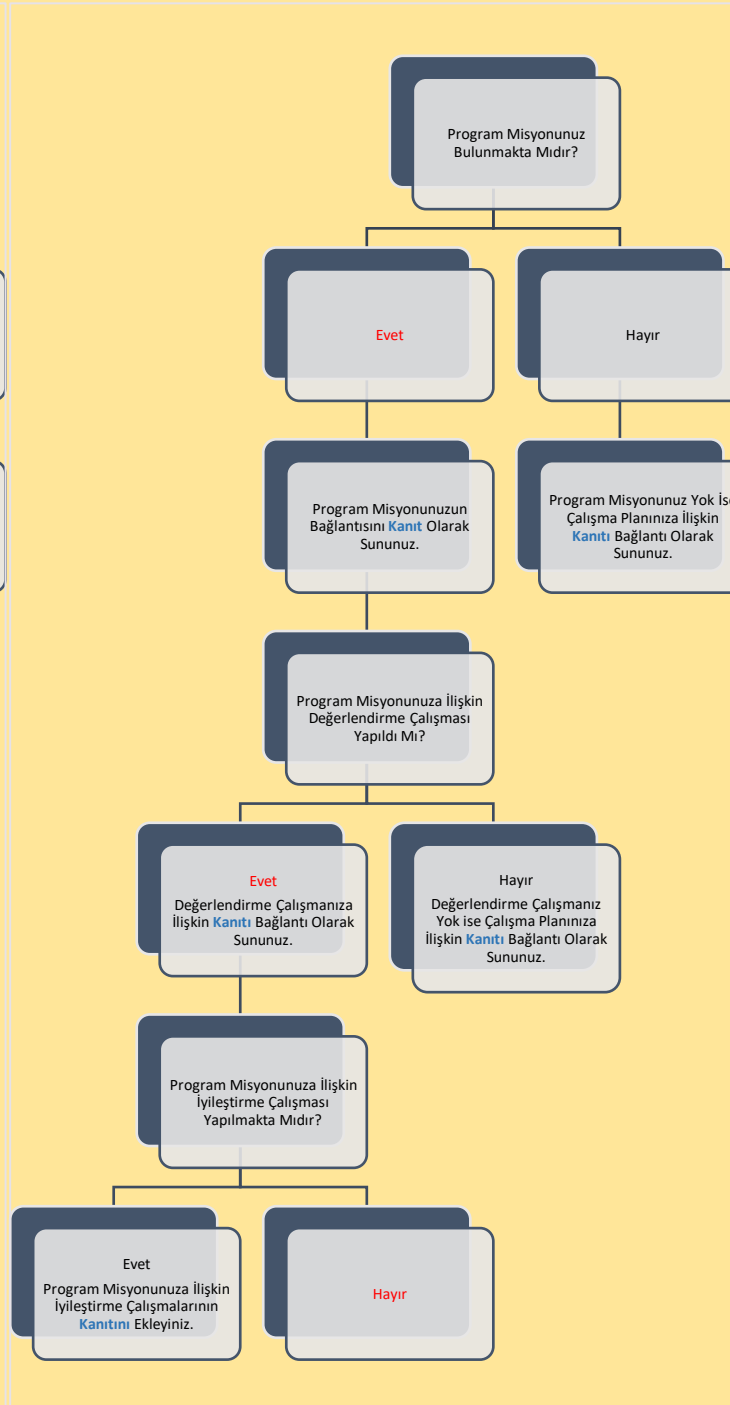 Program Misyonunuz
Bulunmakta Mıdır?
Evet
Hayır
Program Misyonunuzun
Bağlantısını Kanıt Olarak
Sununuz.
Program Misyonunuz Yok İse
Çalışma Planınıza İlişkin
Kanıtı Bağlantı Olarak
Sununuz.
Program Misyonunuza İlişkin
Değerlendirme Çalışması
Yapıldı Mı?
Evet
Değerlendirme Çalışmanıza
İlişkin Kanıtı Bağlantı Olarak
Sununuz.
Hayır
Değerlendirme Çalışmanız
Yok ise Çalışma Planınıza
İlişkin Kanıtı Bağlantı Olarak
Sununuz.
Program Misyonunuza İlişkin
İyileştirme Çalışması
Yapılmakta Mıdır?
Evet
Program Misyonunuza İlişkin
İyileştirme Çalışmalarının
Kanıtını Ekleyiniz.
Hayır